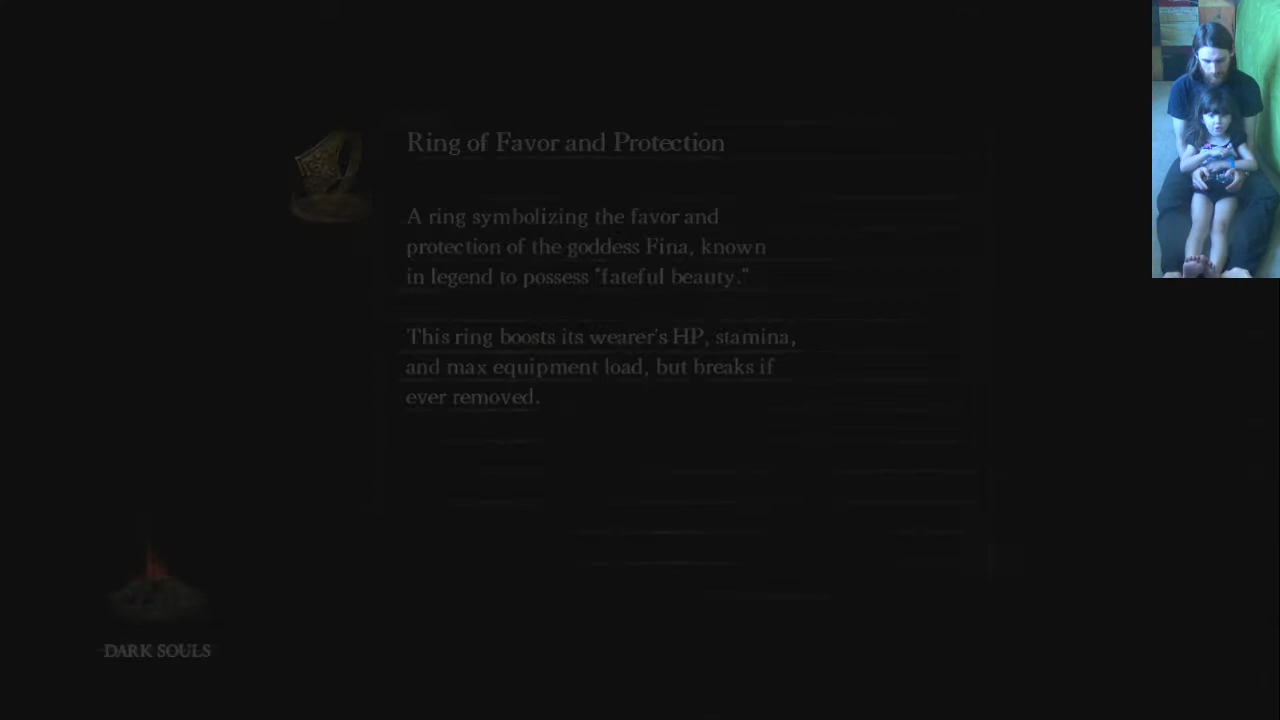 Ring of Favor and Protection
A ring symbolizing the favor and
protection of the goddess Fina, known
in legend to possess "fateful beauty."
This ring boosts its wearer's HP, stamina,
and max equipment load, but breaks if
ever removed.
DARK SOULS